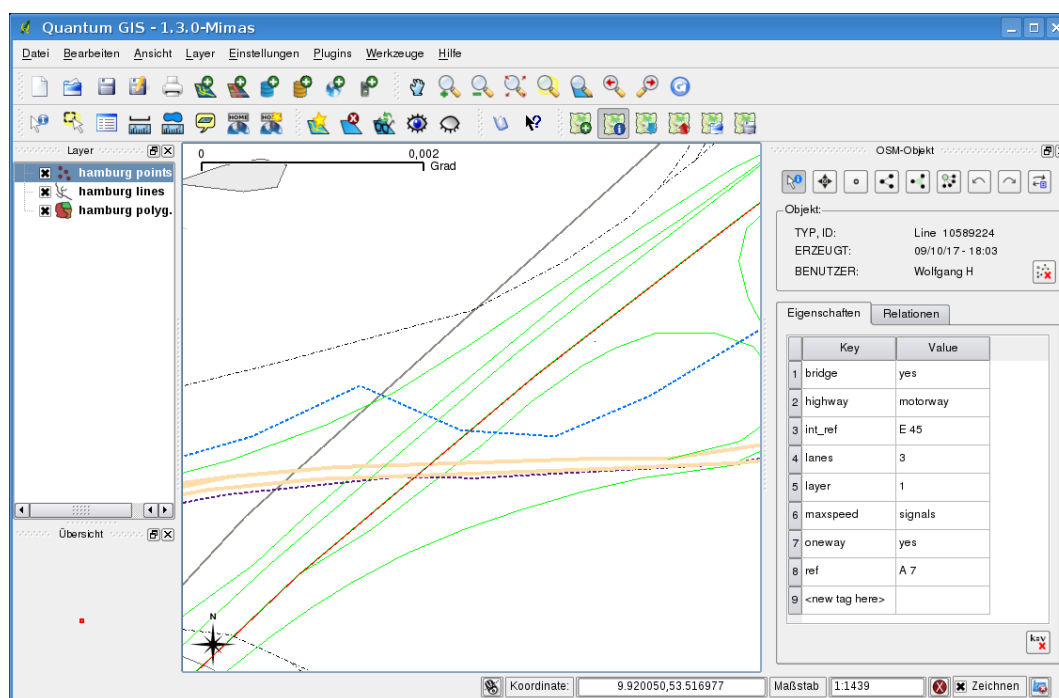 Quantum GIS - 1.3.0-Mimas
Datei Bearbeiten Ansicht Layer Einstellungen Plugins Werkzeuge Hilfe
HOME
Layer
hamburg points
hamburg lines
hamburg polyg.
Übersicht
0 0,002
Grad
N
OSM-Objekt
Objekt:
TYP, ID: Line 10589224
ERZEUGT: 09/10/17 - 18:03
BENUTZER: Wolfgang H
Eigenschaften Relationen
Key Value
1 bridge yes
2 highway motorway
3 int_ref E 45
4 lanes 3
5 layer 1
6 maxspeed signals
7 oneway yes
8 ref A 7
9 <new tag here>
k=v
Koordinate: 9.920050,53.516977 Maßstab 1:1439 Zeichnen